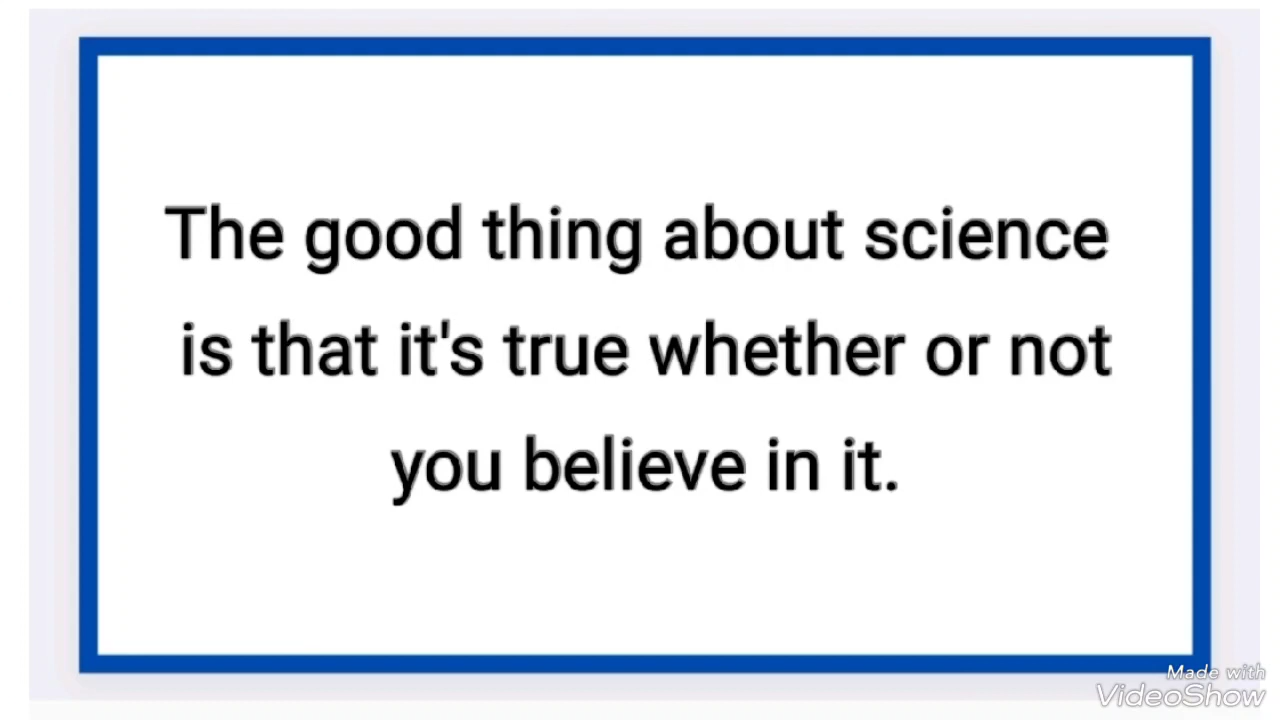 The good thing about science
is that it's true whether or not
you believe in it.
Made with
VideoShow